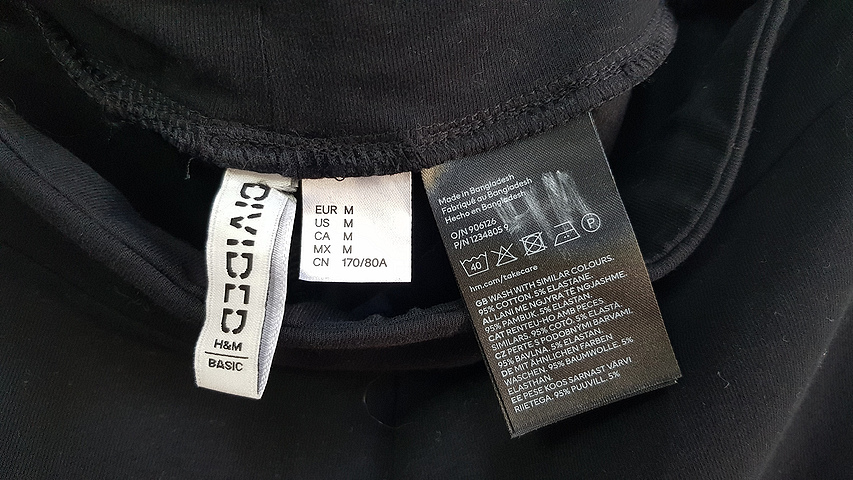 DIVIDED
H&M
BASIC
EUR M
US M
CA M
MX M
CN 170/80A
Made in Bangladesh
Fabriqué au Bangladesh
Hecho en Bangladesh
O/N 906126
P/N 1234805 9
40
P
hm.com/takecare
GB WASH WITH SIMILAR COLOURS.
95% COTTON. 5% ELASTANE.
AL LANI ME NGYRA TË NGJASHME.
95% PAMBUK. 5% ELASTAN.
CAT RENTEU-HO AMB PECES
SIMILARS. 95% COTÓ, 5% ELASTÀ.
CZ PERTE S PODOBNÝMI BARVAMI.
95% BAVLNA. 5% ELASTAN.
DE MIT ÄHNLICHEN FARBEN
WASCHEN. 95% BAUMWOLLE. 5%
ELASTHAN.
EE PESE KOOS SARNAST VÄRVI
RIIETEGA. 95% PUUVILL. 5%